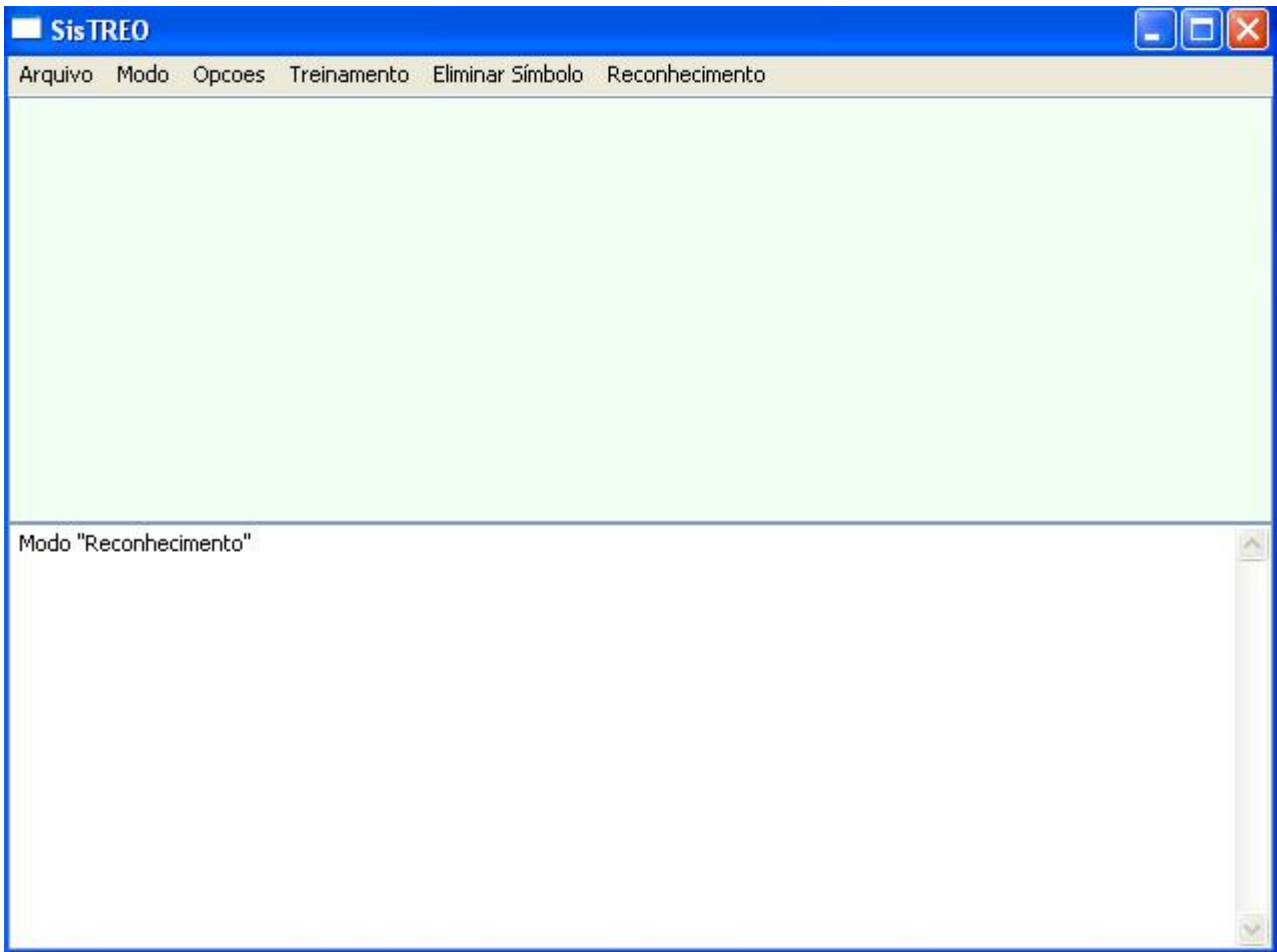 SisTREO
Arquivo Modo Opcoes Treinamento Eliminar Símbolo Reconhecimento
Modo "Reconhecimento"